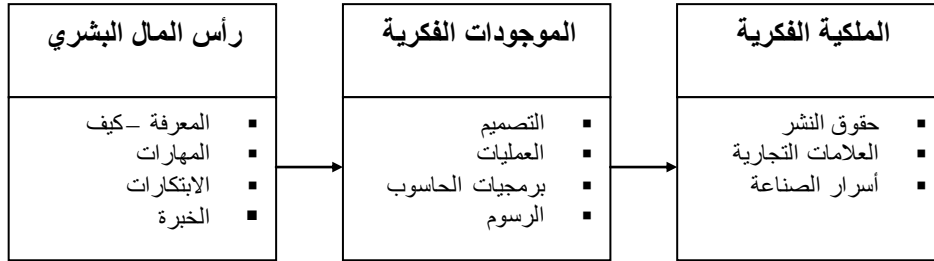 رأس المال البشري
المعرفة – كيف
المهارات
الابتكارات
الخبرة
الموجودات الفكرية
التصميم
العمليات
برمجيات الحاسوب
الرسوم
الملكية الفكرية
حقوق النشر
العلامات التجارية
أسرار الصناعة